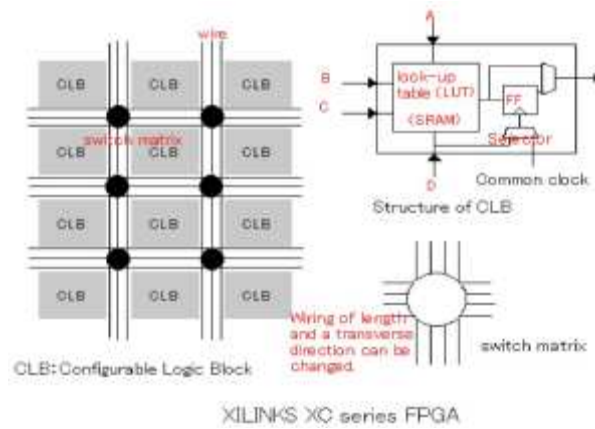 wire
CLB CLB CLB
switch matrix
CLB CLB CLB
CLB CLB CLB
CLB CLB CLB
CLB:Configurable Logic Block
A
B
C
look-up
table(LUT)
(SRAM)
FF
Selector
D
Common clock
Structure of CLB
Wiring of length
and a transverse
direction can be
changed.
switch matrix
XILINKS XC series FPGA